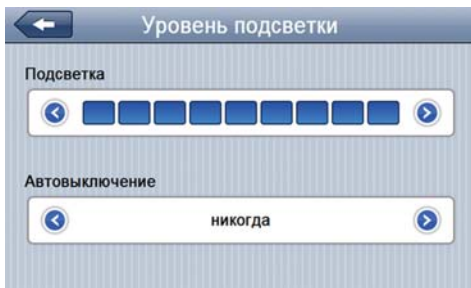 Уровень подсветки
Подсветка
Автовыключение
никогда